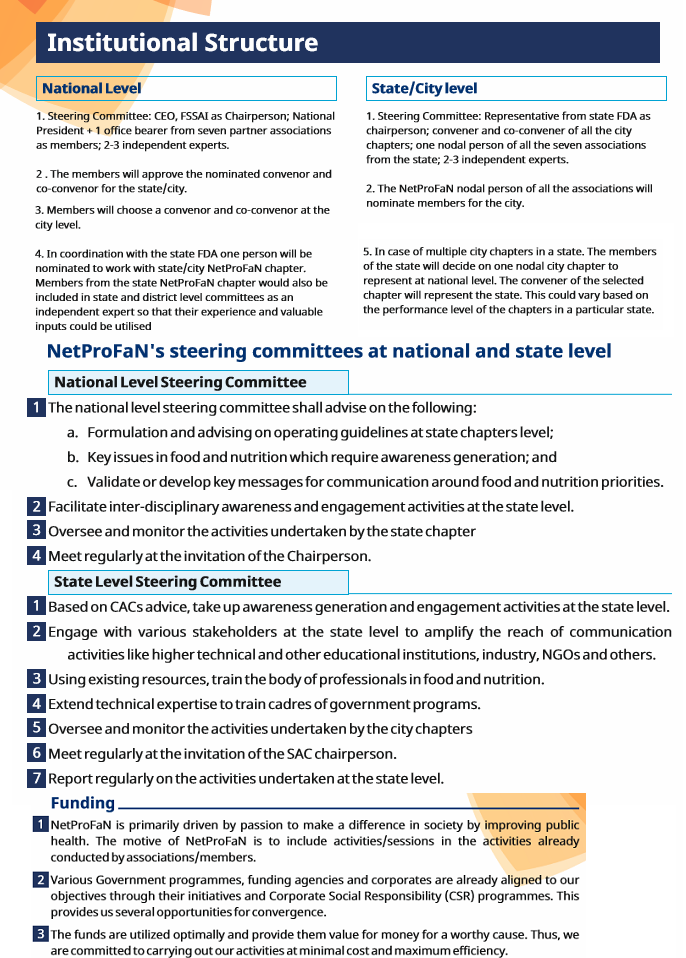 Institutional Structure
National Level
1. Steering Committee: CEO, FSSAI as Chairperson; National
President + 1 office bearer from seven partner associations
as members; 2-3 independent experts.
2 . The members will approve the nominated convenor and
co-convenor for the state/city.
3. Members will choose a convenor and co-convenor at the
city level.
4. In coordination with the state FDA one person will be
nominated to work with state/city NetProFaN chapter.
Members from the state NetProFaN chapter would also be
included in state and district level committees as an
independent expert so that their experience and valuable
inputs could be utilised
State/City level
1. Steering Committee: Representative from state FDA as
chairperson; convener and co-convener of all the city
chapters; one nodal person of all the seven associations
from the state; 2-3 independent experts.
2. The NetProFaN nodal person of all the associations will
nominate members for the city.
5. In case of multiple city chapters in a state. The members
of the state will decide on one nodal city chapter to
represent at national level. The convener of the selected
chapter will represent the state. This could vary based on
the performance level of the chapters in a particular state.
NetProFaN's steering committees at national and state level
National Level Steering Committee
1 The national level steering committee shall advise on the following:
a. Formulation and advising on operating guidelines at state chapters level;
b. Key issues in food and nutrition which require awareness generation; and
c. Validate or develop key messages for communication around food and nutrition priorities.
2 Facilitate inter-disciplinary awareness and engagement activities at the state level.
3 Oversee and monitor the activities undertaken by the state chapter
4 Meet regularly at the invitation of the Chairperson.
State Level Steering Committee
1 Based on CACs advice, take up awareness generation and engagement activities at the state level.
2 Engage with various stakeholders at the state level to amplify the reach of communication
activities like higher technical and other educational institutions, industry, NGOs and others.
3 Using existing resources, train the body of professionals in food and nutrition.
4 Extend technical expertise to train cadres of government programs.
5 Oversee and monitor the activities undertaken by the city chapters
6 Meet regularly at the invitation of the SAC chairperson.
7 Report regularly on the activities undertaken at the state level.
Funding
1 NetProFaN is primarily driven by passion to make a difference in society by improving public
health. The motive of NetProFaN is to include activities/sessions in the activities already
conducted by associations/members.
2 Various Government programmes, funding agencies and corporates are already aligned to our
objectives through their initiatives and Corporate Social Responsibility (CSR) programmes. This
provides us several opportunities for convergence.
3 The funds are utilized optimally and provide them value for money for a worthy cause. Thus, we
are committed to carrying out our activities at minimal cost and maximum efficiency.